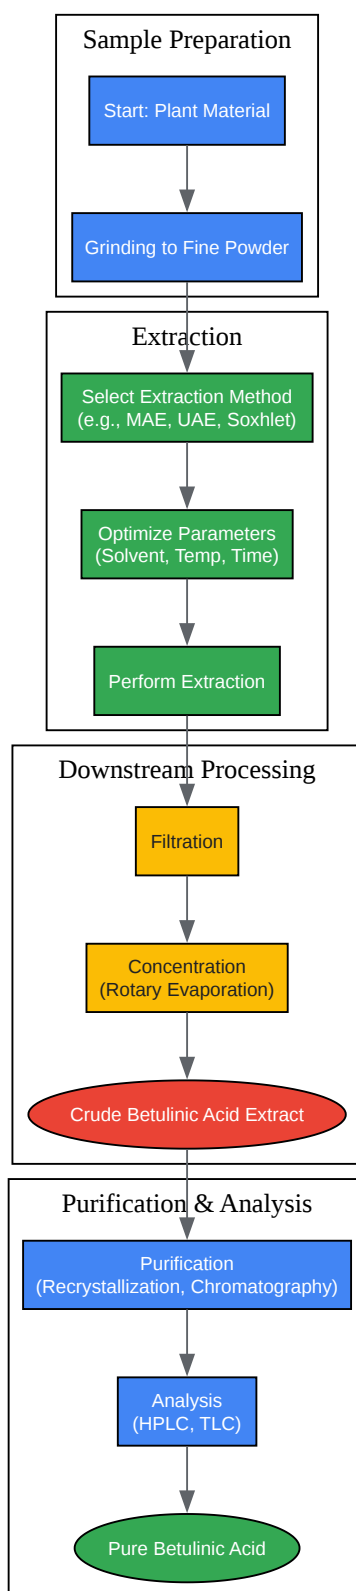 Sample Preparation
Start: Plant Material
Grinding to Fine Powder
Extraction
Select Extraction Method
(e.g., MAE, UAE, Soxhlet)
Optimize Parameters
(Solvent, Temp, Time)
Perform Extraction
Downstream Processing
Filtration
Concentration
(Rotary Evaporation)
Crude Betulinic Acid Extract
Purification & Analysis
Purification
(Recrystallization, Chromatography)
Analysis
(HPLC, TLC)
Pure Betulinic Acid